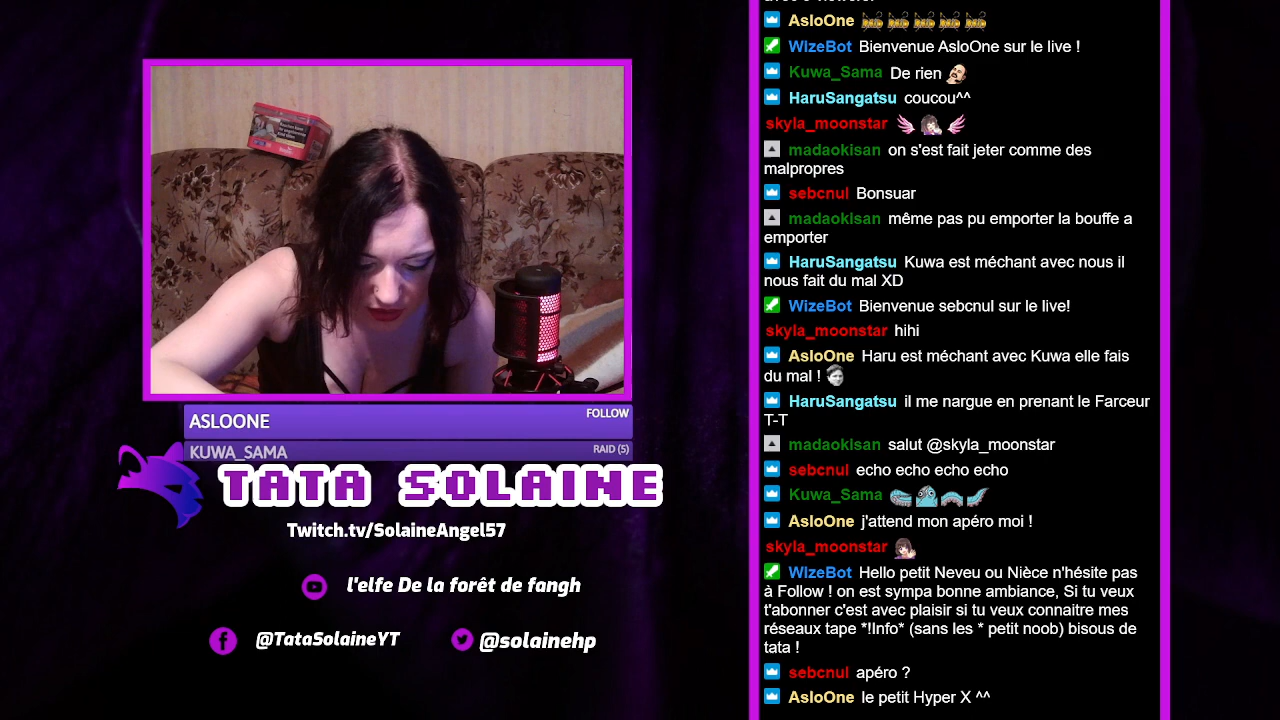 ASLOONE FOLLOW
KUWA_SAMA RAID (5)
TATA SOLAINE
Twitch.tv/SolaineAngel57
l'elfe De la forêt de fangh
@TataSolaineYT @solainehp
AsloOne
WizeBot Bienvenue AsloOne sur le live !
Kuwa_Sama De rien
HaruSangatsu coucou^^
skyla_moonstar
madaokisan on s'est fait jeter comme des
malpropres
sebcnul Bonsuar
madaokisan même pas pu emporter la bouffe a
emporter
HaruSangatsu Kuwa est méchant avec nous il
nous fait du mal XD
WizeBot Bienvenue sebcnul sur le live!
skyla_moonstar hihi
AsloOne Haru est méchant avec Kuwa elle fais
du mal !
HaruSangatsu il me nargue en prenant le Farceur
T-T
madaokisan salut @skyla_moonstar
sebcnul echo echo echo echo
Kuwa_Sama
AsloOne j'attend mon apéro moi !
skyla_moonstar
WizeBot Hello petit Neveu ou Nièce n'hésite pas
à Follow ! on est sympa bonne ambiance, Si tu veux
t'abonner c'est avec plaisir si tu veux connaitre mes
réseaux tape *!Info* (sans les * petit noob) bisous de
tata !
sebcnul apéro ?
AsloOne le petit Hyper X ^^